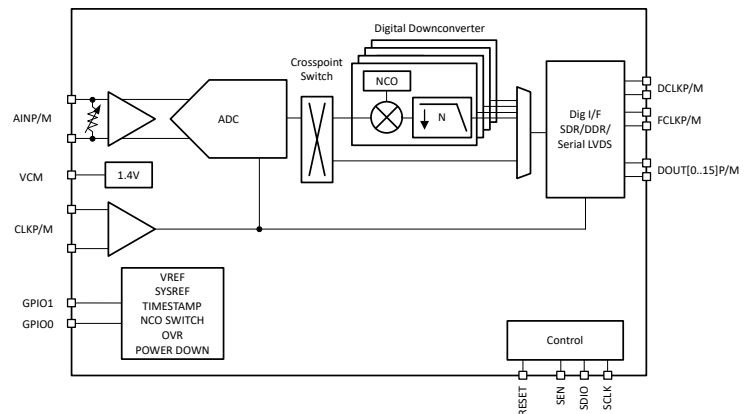 Digital Downconverter
Crosspoint
Switch
NCO
N
ADC
AINP/M
VCM
1.4V
CLKP/M
Dig I/F
SDR/DDR/
Serial LVDS
DCLKP/M
FCLKP/M
DOUT[0..15]P/M
GPIO1
GPIO0
VREF
SYSREF
TIMESTAMP
NCO SWITCH
OVR
POWER DOWN
Control
RESET
SEN
SDIO
SCLK